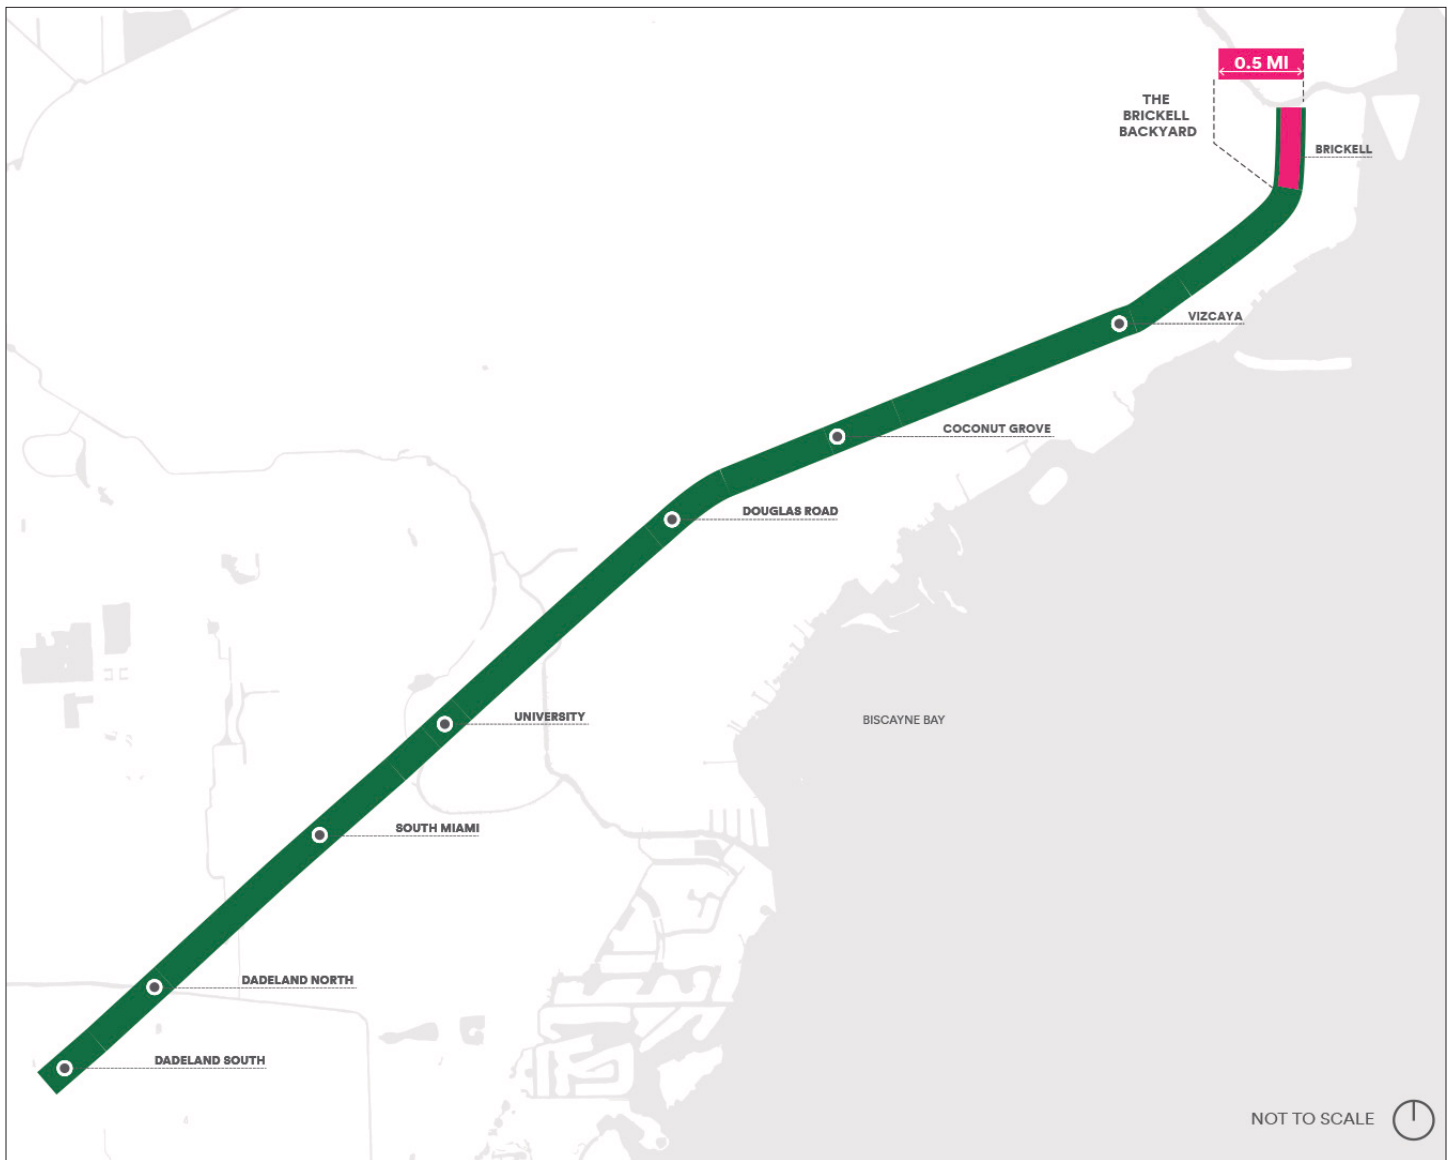 0.5 MI
THE
BRICKELL
BACKYARD
BRICKELL
VIZCAYA
COCONUT GROVE
DOUGLAS ROAD
UNIVERSITY
BISCAYNE BAY
SOUTH MIAMI
DADELAND NORTH
DADELAND SOUTH
NOT TO SCALE